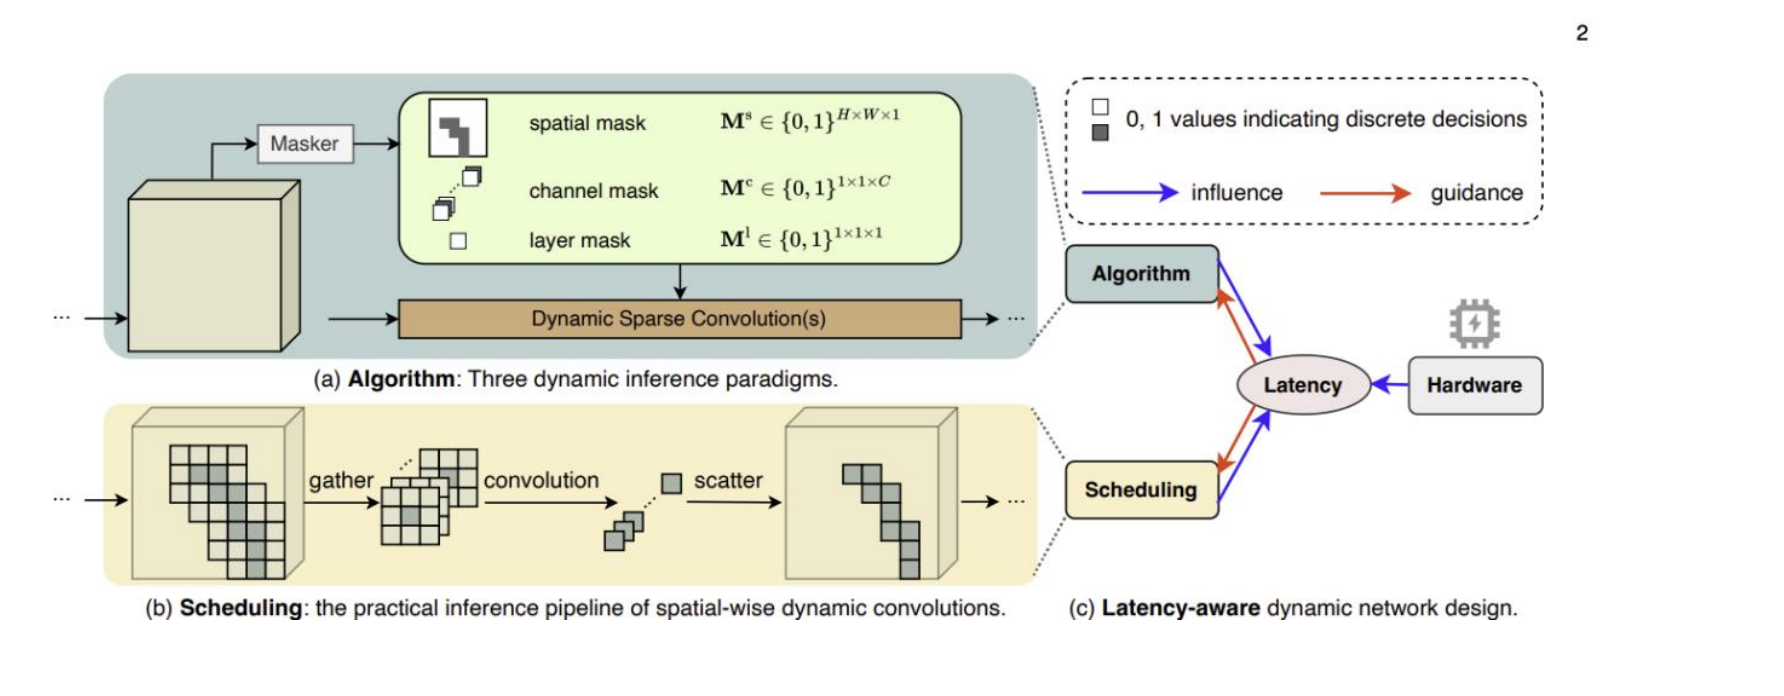 2
Masker
spatial mask M^s ∈ {0, 1}^{H×W×1}
channel mask M^c ∈ {0, 1}^{1×1×C}
layer mask M^l ∈ {0, 1}^{1×1×1}
... Dynamic Sparse Convolution(s) ...
(a) Algorithm: Three dynamic inference paradigms.
... gather convolution scatter ...
(b) Scheduling: the practical inference pipeline of spatial-wise dynamic convolutions.
0, 1 values indicating discrete decisions
influence guidance
Algorithm
Latency
Hardware
Scheduling
(c) Latency-aware dynamic network design.